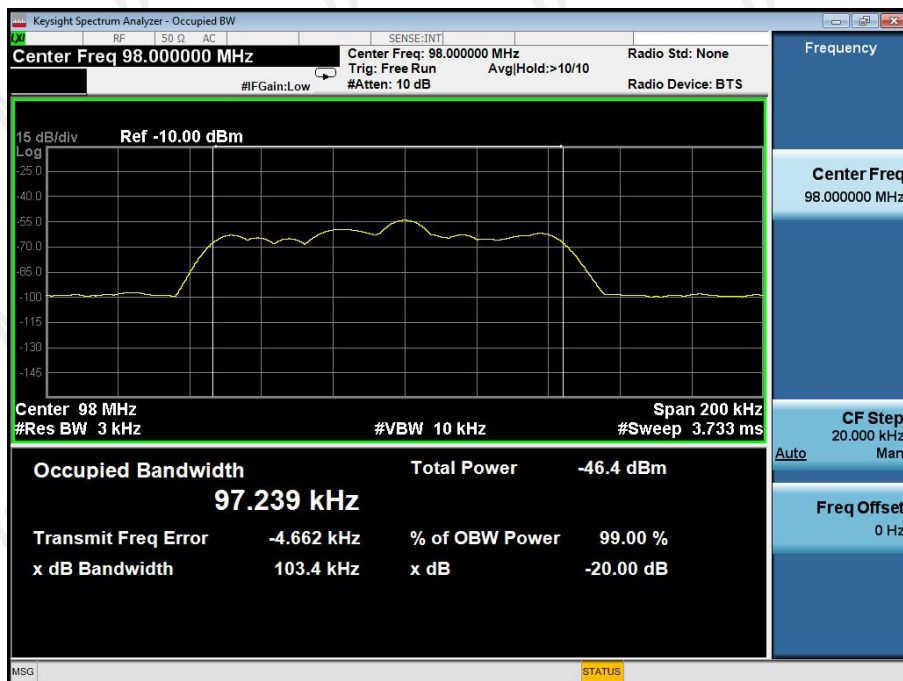 Keysight Spectrum Analyzer - Occupied BW
LXI RF 50 Ω AC SENSE:INT
Center Freq 98.000000 MHz
Center Freq: 98.000000 MHz Radio Std: None
Trig: Free Run Avg|Hold:>10/10
#IFGain:Low #Atten: 10 dB Radio Device: BTS
15 dB/div Ref -10.00 dBm
Log
-25.0
-40.0
-55.0
-70.0
-85.0
-100
-115
-130
-145
Center 98 MHz Span 200 kHz
#Res BW 3 kHz #VBW 10 kHz #Sweep 3.733 ms
Occupied Bandwidth Total Power -46.4 dBm
97.239 kHz
Transmit Freq Error -4.662 kHz % of OBW Power 99.00 %
x dB Bandwidth 103.4 kHz x dB -20.00 dB
MSG STATUS
Frequency
Center Freq
98.000000 MHz
CF Step
20.000 kHz
Auto Man
Freq Offset
0 Hz